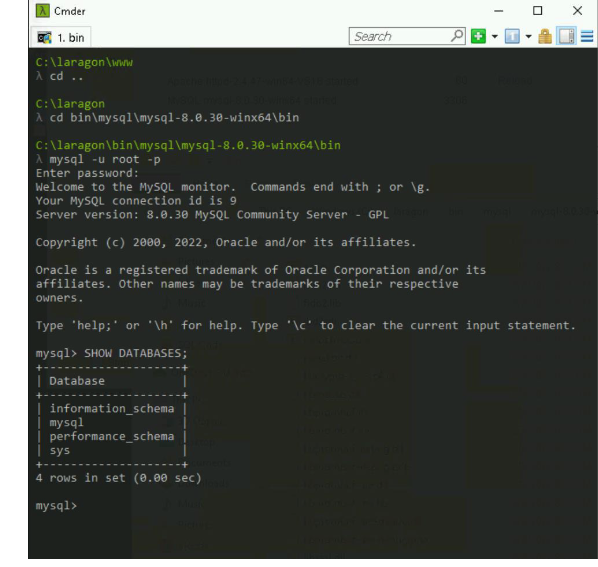 Cmder
1. bin
Search
C:\laragon\www
λ cd ..
C:\laragon
λ cd bin\mysql\mysql-8.0.30-winx64\bin
C:\laragon\bin\mysql\mysql-8.0.30-winx64\bin
λ mysql -u root -p
Enter password:
Welcome to the MySQL monitor.  Commands end with ; or \g.
Your MySQL connection id is 9
Server version: 8.0.30 MySQL Community Server - GPL
Copyright (c) 2000, 2022, Oracle and/or its affiliates.
Oracle is a registered trademark of Oracle Corporation and/or its
affiliates. Other names may be trademarks of their respective
owners.
Type 'help;' or '\h' for help. Type '\c' to clear the current input statement.
mysql> SHOW DATABASES;
+--------------------+
| Database           |
+--------------------+
| information_schema |
| mysql              |
| performance_schema |
| sys                |
+--------------------+
4 rows in set (0.00 sec)
mysql>